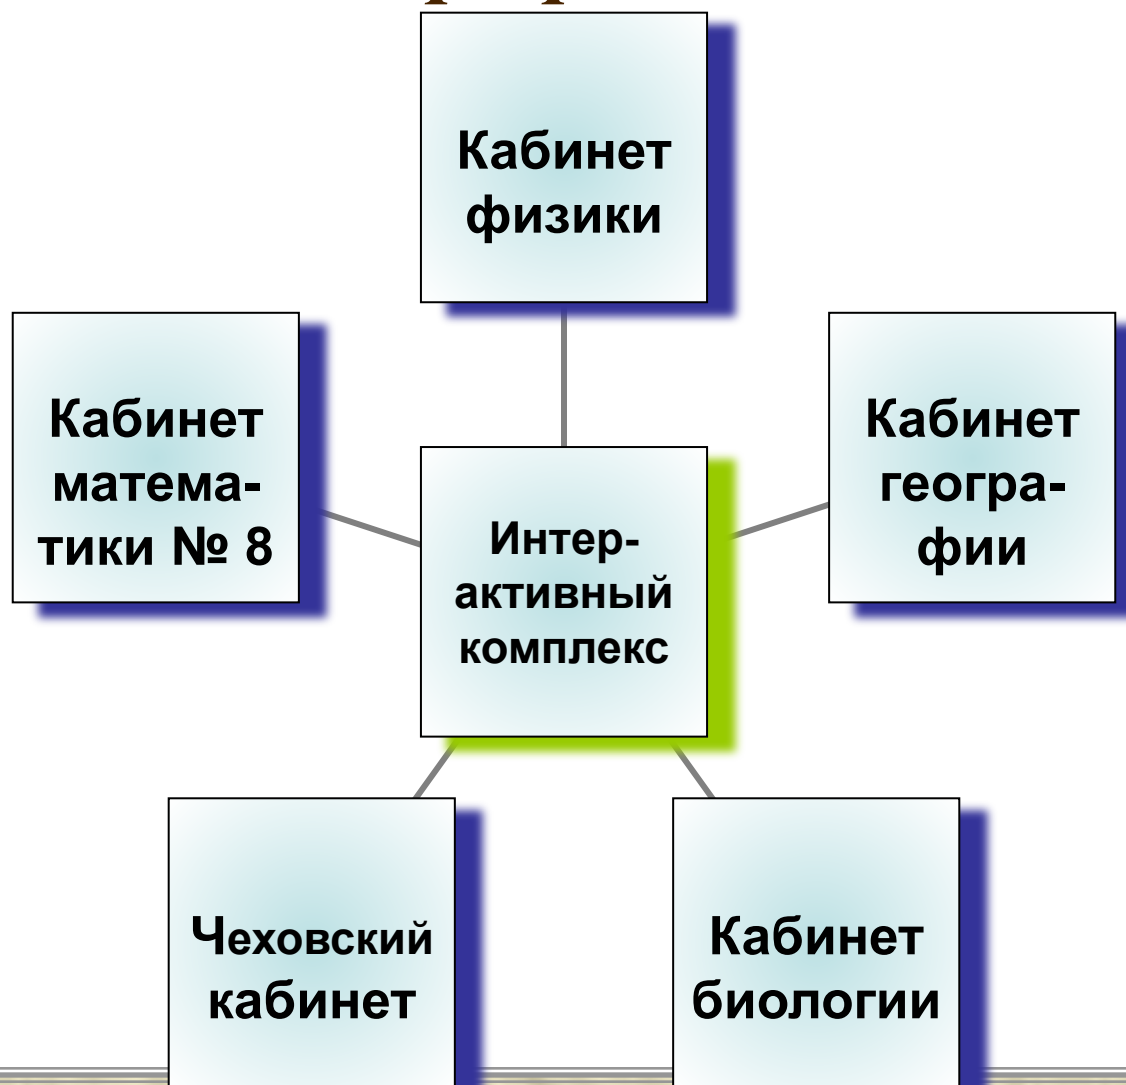 Кабинет
физики
Кабинет
матема-
тики № 8
Кабинет
геогра-
фии
Интер-
активный
комплекс
Чеховский
кабинет
Кабинет
биологии